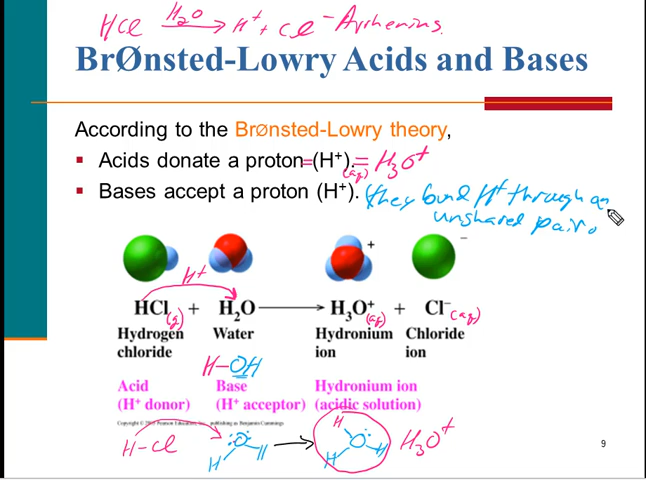 HCl H₂O → H⁺ + Cl⁻ Arrhenius.
BrØnsted-Lowry Acids and Bases
According to the BrØnsted-Lowry theory,
▪ Acids donate a proton=(H⁺).(aq) = H₃O⁺
▪ Bases accept a proton (H⁺). (they bond H⁺ through an
unshared pair.
+ −
H⁺
HCl(g) + H₂O → H₃O⁺(aq) + Cl⁻(aq)
Hydrogen Water Hydronium Chloride
chloride ion ion
H-OH
Acid Base Hydronium ion
(H⁺ donor) (H⁺ acceptor) (acidic solution)
Copyright © 2007 Pearson Education, Inc., publishing as Benjamin Cummings
H-Cl :Ö H H → H Ö: H H H₃O⁺
9